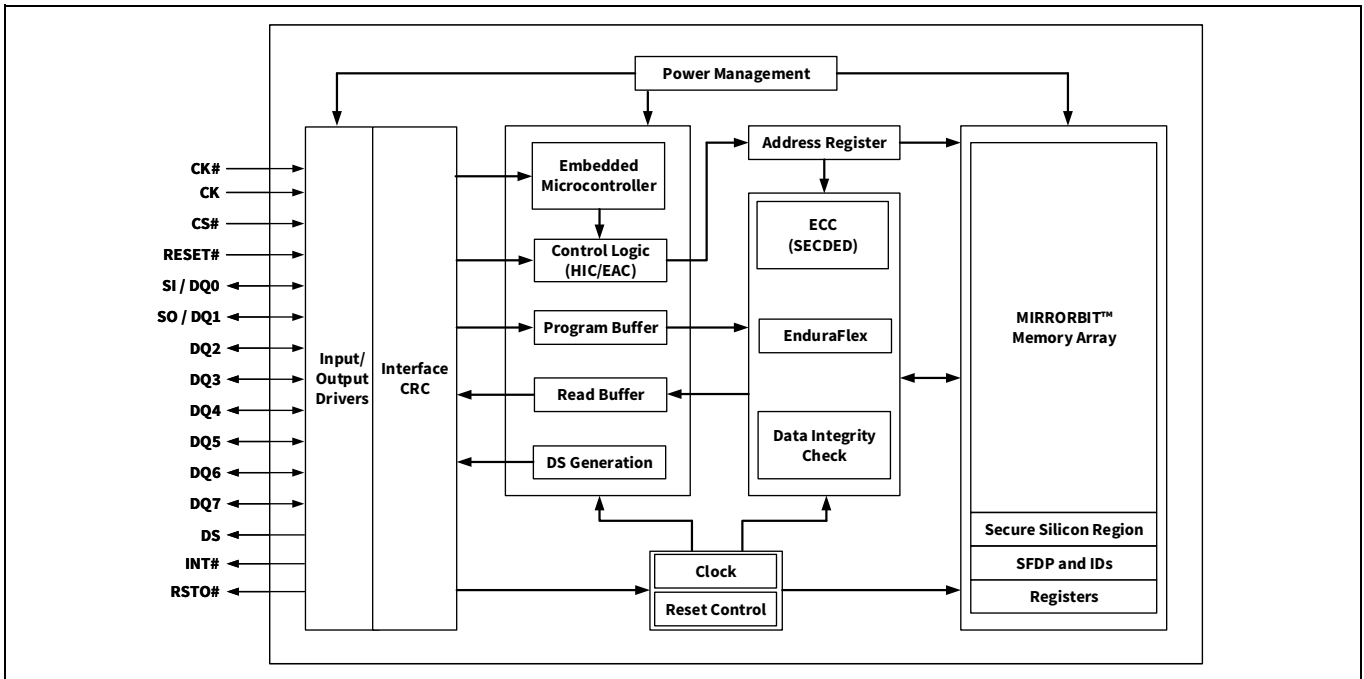 Power Management
CK#
CK
CS#
RESET#
SI / DQ0
SO / DQ1
DQ2
DQ3
DQ4
DQ5
DQ6
DQ7
DS
INT#
RSTO#
Input/
Output
Drivers
Interface
CRC
Embedded
Microcontroller
Control Logic
(HIC/EAC)
Program Buffer
Read Buffer
DS Generation
Address Register
ECC
(SECDED)
EnduraFlex
Data Integrity
Check
Clock
Reset Control
MIRRORBIT™
Memory Array
Secure Silicon Region
SFDP and IDs
Registers